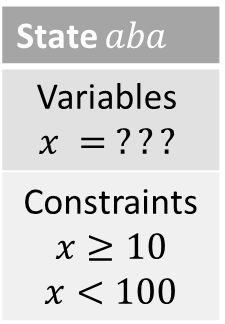 State aba
Variables
x = ???
Constraints
x ≥ 10
x < 100